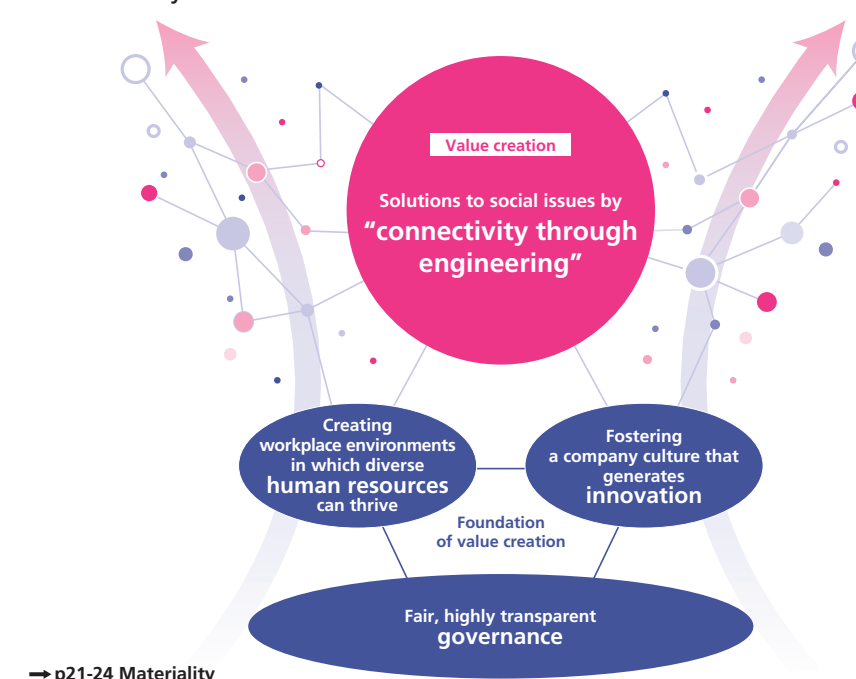 Value creation
Solutions to social issues by
“connectivity through
engineering”
Creating
workplace environments
in which diverse
human resources
can thrive
Fostering
a company culture that
generates
innovation
Foundation
of value creation
Fair, highly transparent
governance
➞ p21-24 Materiality